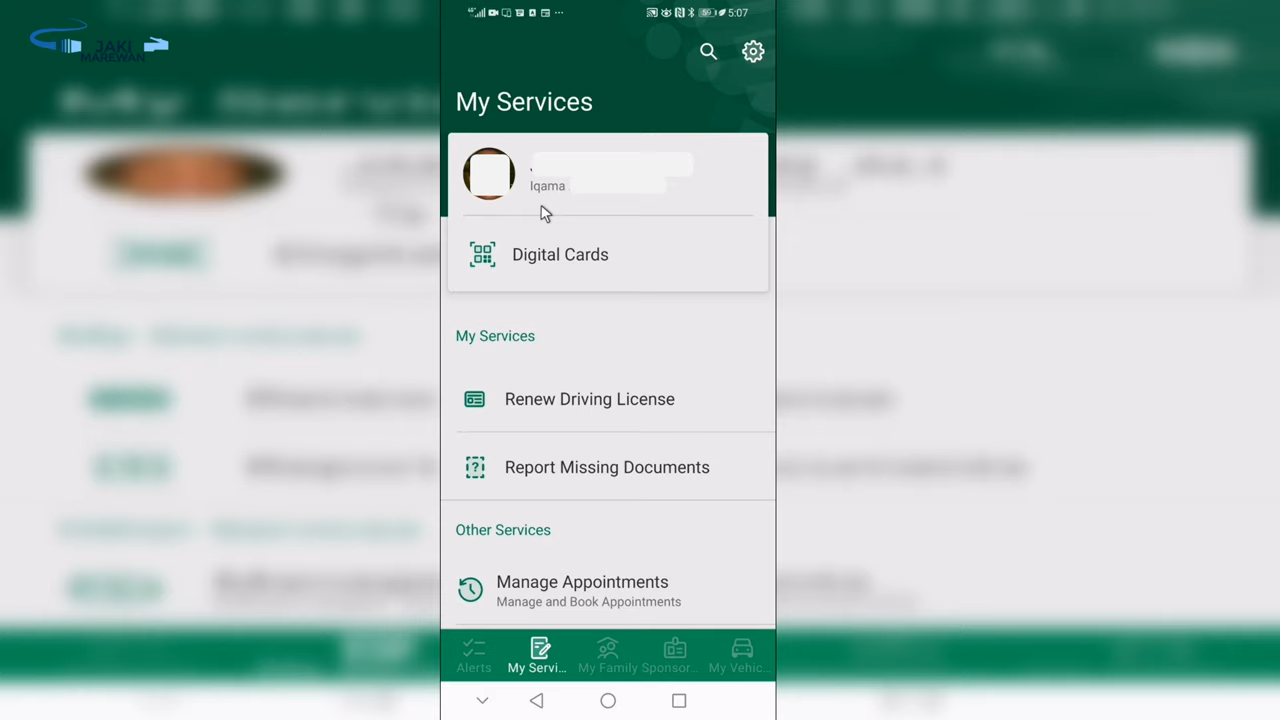 JAKI
MAREWAN
59
5:07
My Services
Iqama
Digital Cards
My Services
Renew Driving License
Report Missing Documents
Other Services
Manage Appointments
Manage and Book Appointments
Alerts
My Servi...
My Family
Sponsor...
My Vehic...